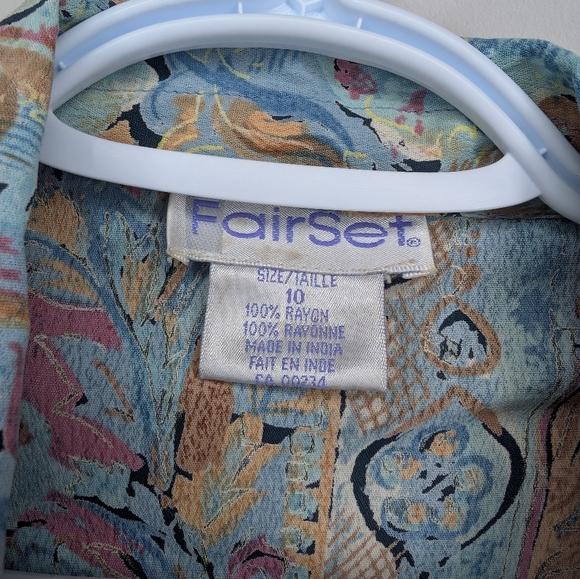 FairSet®
SIZE/TAILLE
10
100% RAYON
100% RAYONNE
MADE IN INDIA
FAIT EN INDE
CA 00234